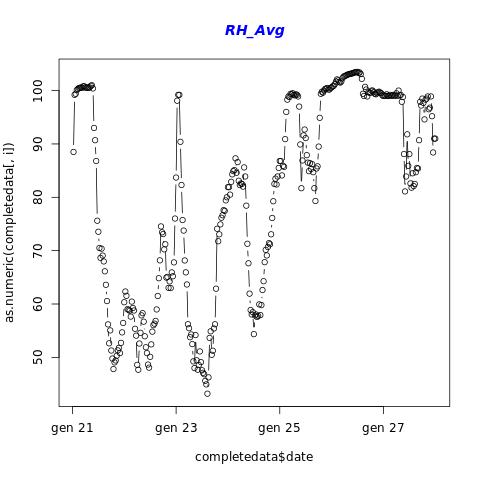 RH_Avg
as.numeric(completedata[, i])
100
90
80
70
60
50
gen 21
gen 23
gen 25
gen 27
completedata$date